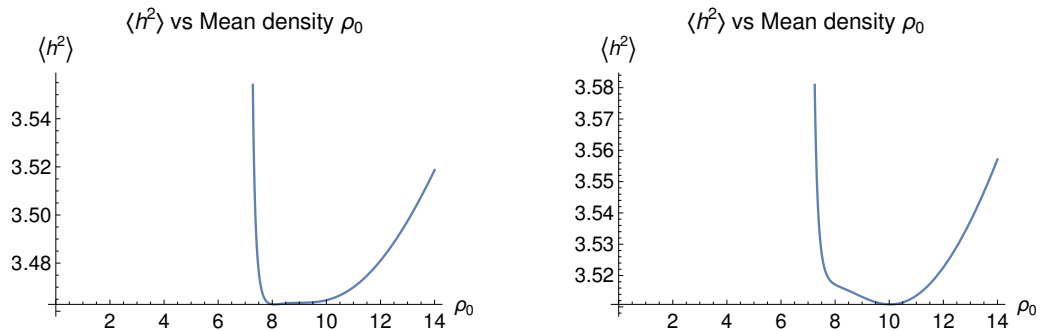 ⟨h²⟩ vs Mean density ρ₀
⟨h²⟩
3.54
3.52
3.50
3.48
2 4 6 8 10 12 14 ρ₀
⟨h²⟩ vs Mean density ρ₀
⟨h²⟩
3.58
3.57
3.56
3.55
3.54
3.53
3.52
2 4 6 8 10 12 14 ρ₀